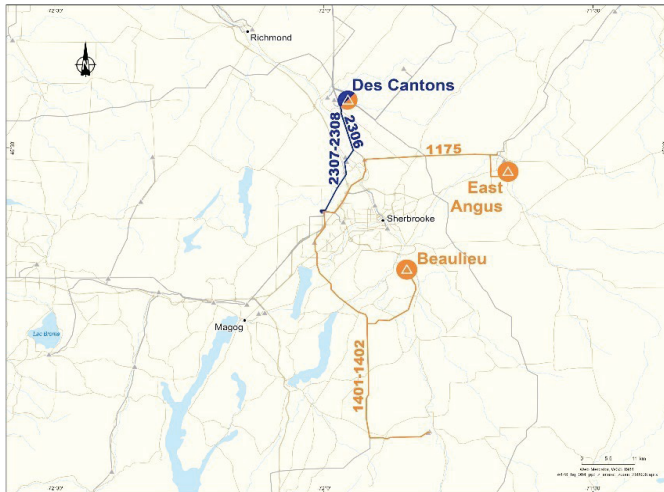 Richmond
Des Cantons
2307-2308
2306
1175
East
Angus
Sherbrooke
Beaulieu
Magog
1401-1402